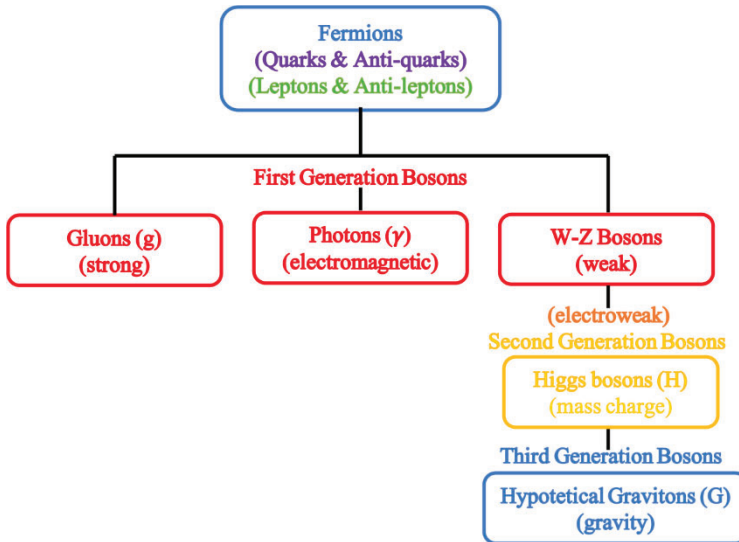 Fermions
(Quarks & Anti-quarks)
(Leptons & Anti-leptons)
First Generation Bosons
Gluons (g)
(strong)
Photons (γ)
(electromagnetic)
W-Z Bosons
(weak)
(electroweak)
Second Generation Bosons
Higgs bosons (H)
(mass charge)
Third Generation Bosons
Hypotetical Gravitons (G)
(gravity)